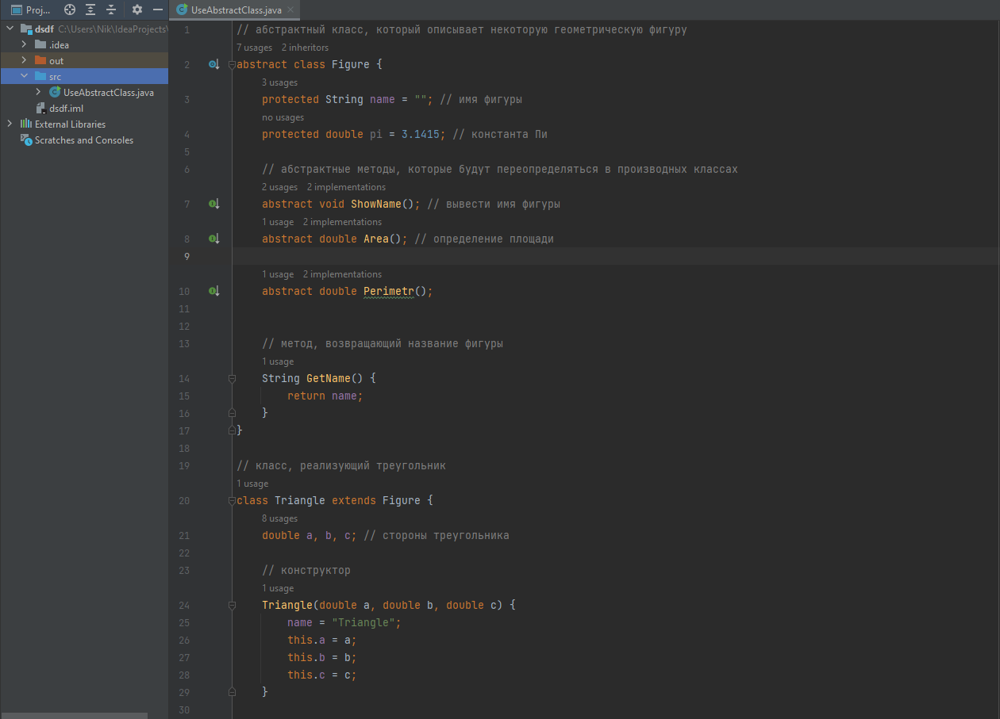 Proj...
UseAbstractClass.java
dsdf C:\Users\Nik\IdeaProjects\
.idea
out
src
UseAbstractClass.java
dsdf.iml
External Libraries
Scratches and Consoles
1 // абстрактный класс, который описывает некоторую геометрическую фигуру
7 usages 2 inheritors
2 abstract class Figure {
3 usages
3 protected String name = ""; // имя фигуры
no usages
4 protected double pi = 3.1415; // константа Пи
5
6 // абстрактные методы, которые будут переопределяться в производных классах
2 usages 2 implementations
7 abstract void ShowName(); // вывести имя фигуры
1 usage 2 implementations
8 abstract double Area(); // определение площади
9
1 usage 2 implementations
10 abstract double Perimetr();
11
12
13 // метод, возвращающий название фигуры
1 usage
14 String GetName() {
15 return name;
16 }
17 }
18
19 // класс, реализующий треугольник
1 usage
20 class Triangle extends Figure {
8 usages
21 double a, b, c; // стороны треугольника
22
23 // конструктор
1 usage
24 Triangle(double a, double b, double c) {
25 name = "Triangle";
26 this.a = a;
27 this.b = b;
28 this.c = c;
29 }
30